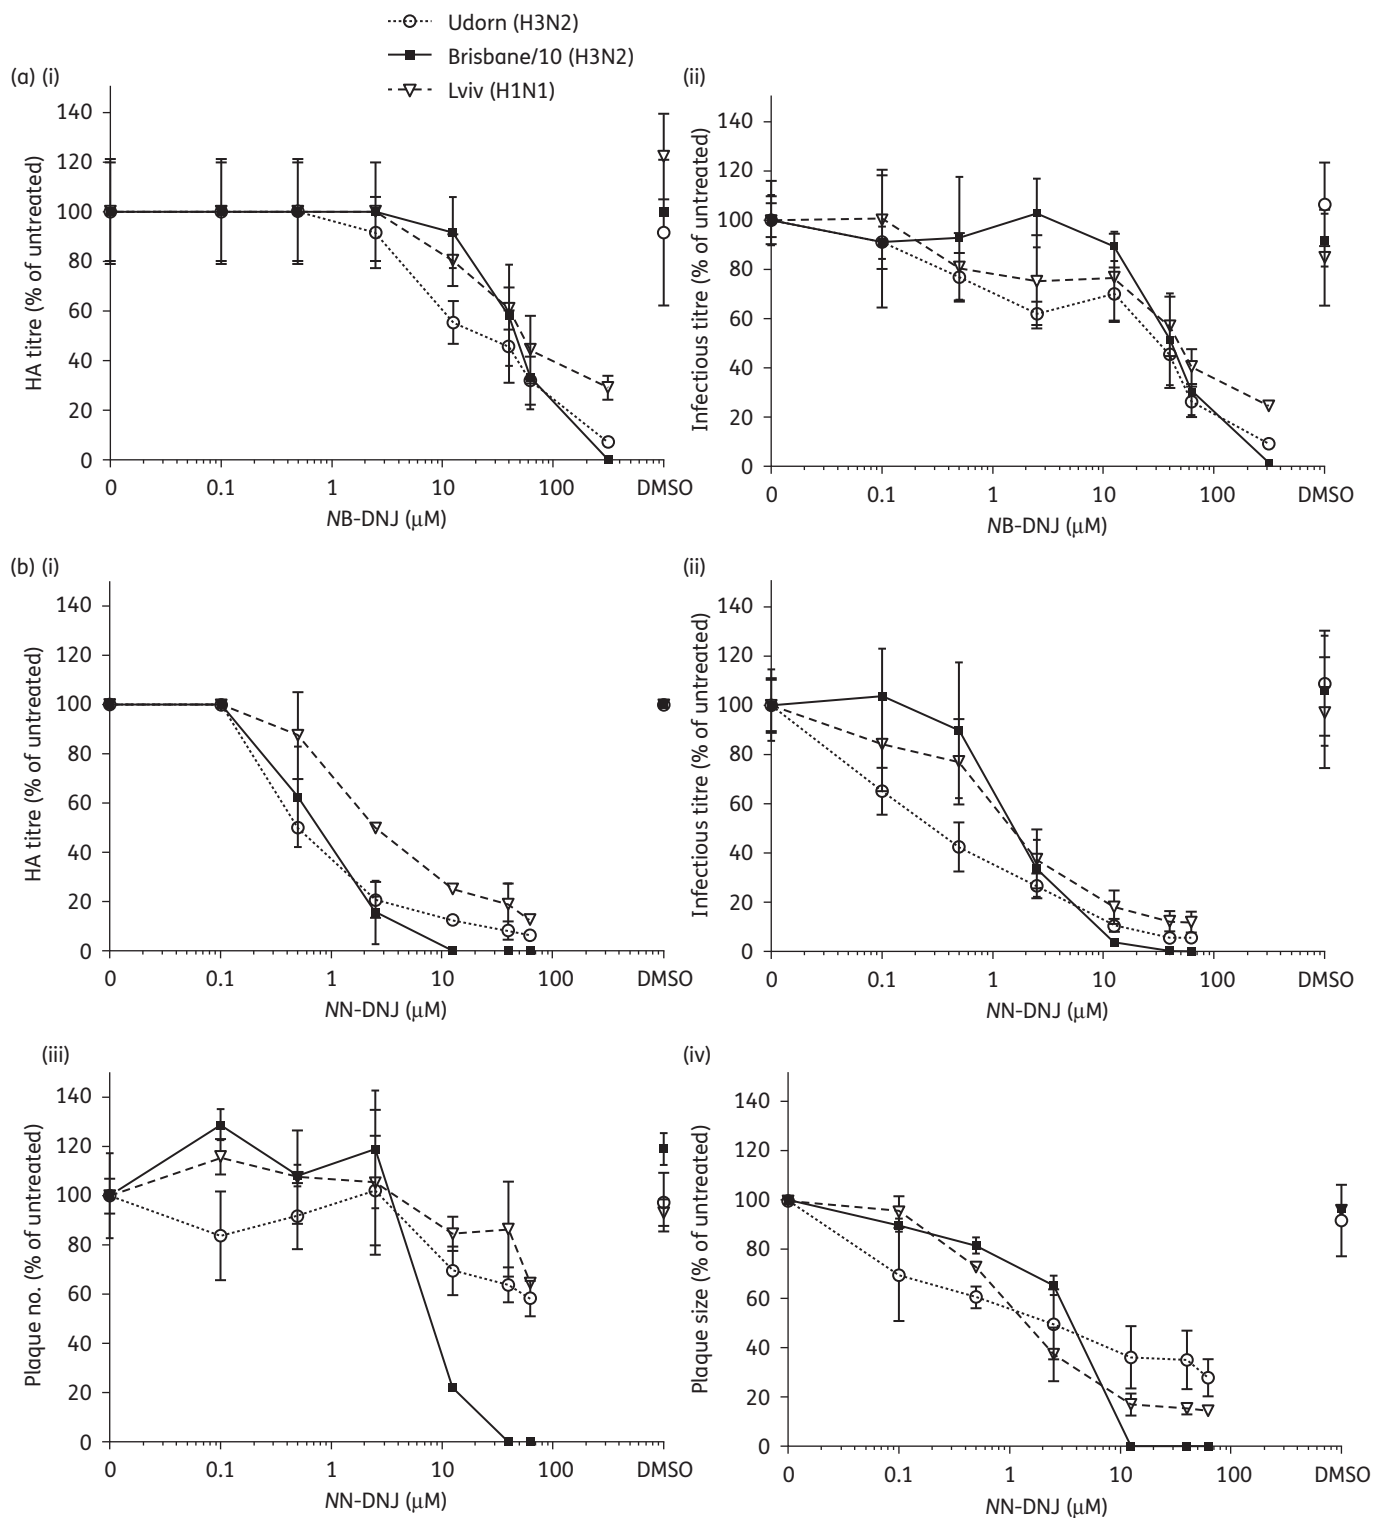 Udorn (H3N2)
Brisbane/10 (H3N2)
Lviv (H1N1)
(a) (i)
HA titre (% of untreated)
140
120
100
80
60
40
20
0
0 0.1 1 10 100 DMSO
NB-DNJ (μM)
(ii)
Infectious titre (% of untreated)
140
120
100
80
60
40
20
0
0 0.1 1 10 100 DMSO
NB-DNJ (μM)
(b) (i)
HA titre (% of untreated)
140
120
100
80
60
40
20
0
0 0.1 1 10 100 DMSO
NN-DNJ (μM)
(ii)
Infectious titre (% of untreated)
140
120
100
80
60
40
20
0
0 0.1 1 10 100 DMSO
NN-DNJ (μM)
(iii)
Plaque no. (% of untreated)
140
120
100
80
60
40
20
0
0 0.1 1 10 100 DMSO
NN-DNJ (μM)
(iv)
Plaque size (% of untreated)
140
120
100
80
60
40
20
0
0 0.1 1 10 100 DMSO
NN-DNJ (μM)